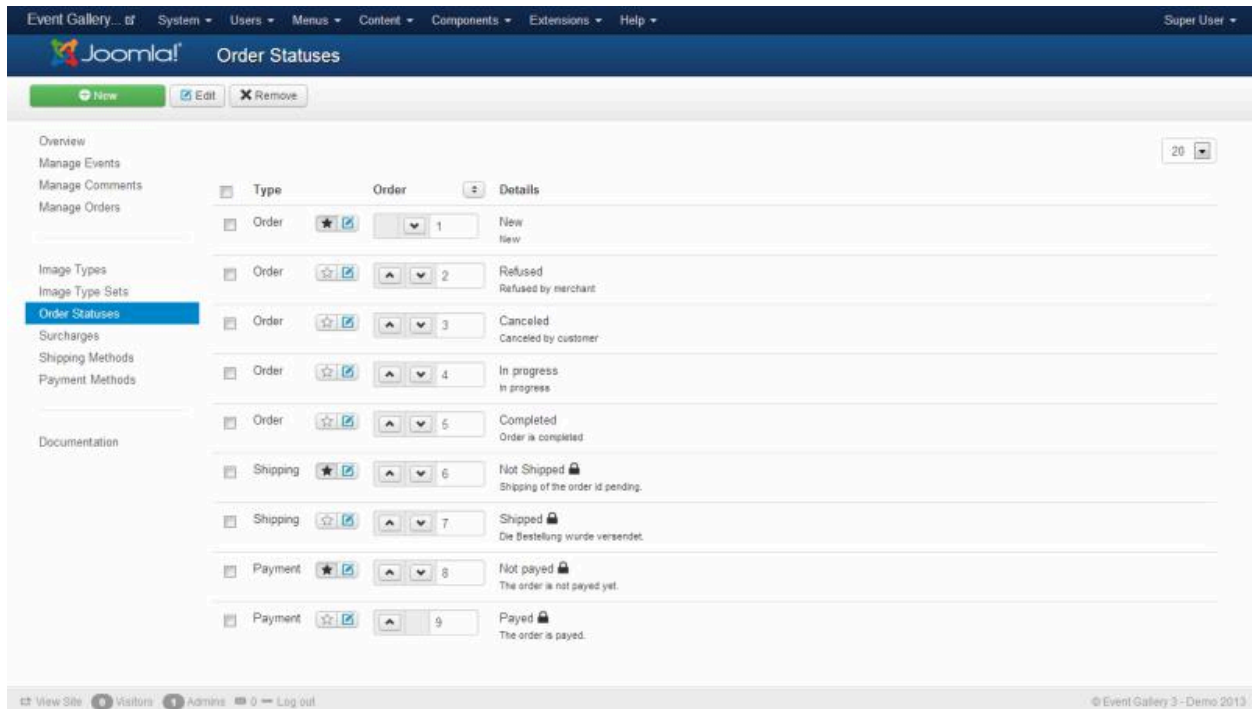 Event Gallery... System Users Menus Content Components Extensions Help Super User
Joomla! Order Statuses
New Edit Remove
Overview
Manage Events
Manage Comments
Manage Orders
Image Types
Image Type Sets
Order Statuses
Surcharges
Shipping Methods
Payment Methods
Documentation
20
Type Order Details
Order 1 New
New
Order 2 Refused
Refused by merchant
Order 3 Canceled
Canceled by customer
Order 4 In progress
In progress
Order 5 Completed
Order is completed
Shipping 6 Not Shipped
Shipping of the order id pending.
Shipping 7 Shipped
Die Bestellung wurde versendet.
Payment 8 Not payed
The order is not payed yet.
Payment 9 Payed
The order is payed.
View Site 0 Visitors 1 Admins 0 Log out © Event Gallery 3 - Demo 2013